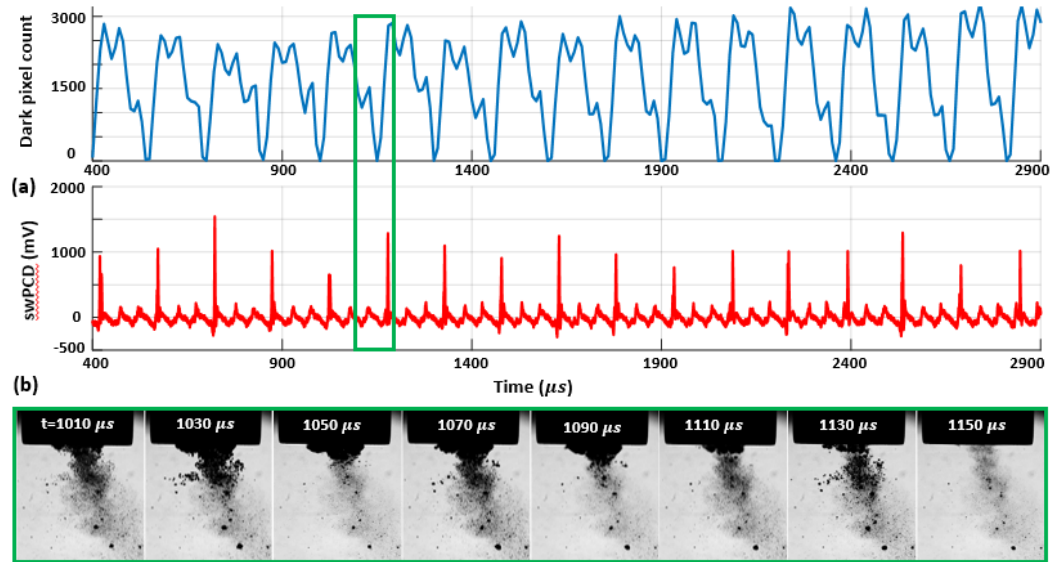 3000
1500
0
Dark pixel count
400 900 1400 1900 2400 2900
(a)
2000
1000
0
-500
swPCD (mV)
400 900 1400 1900 2400 2900
Time (μs)
(b)
t=1010 μs 1030 μs 1050 μs 1070 μs 1090 μs 1110 μs 1130 μs 1150 μs